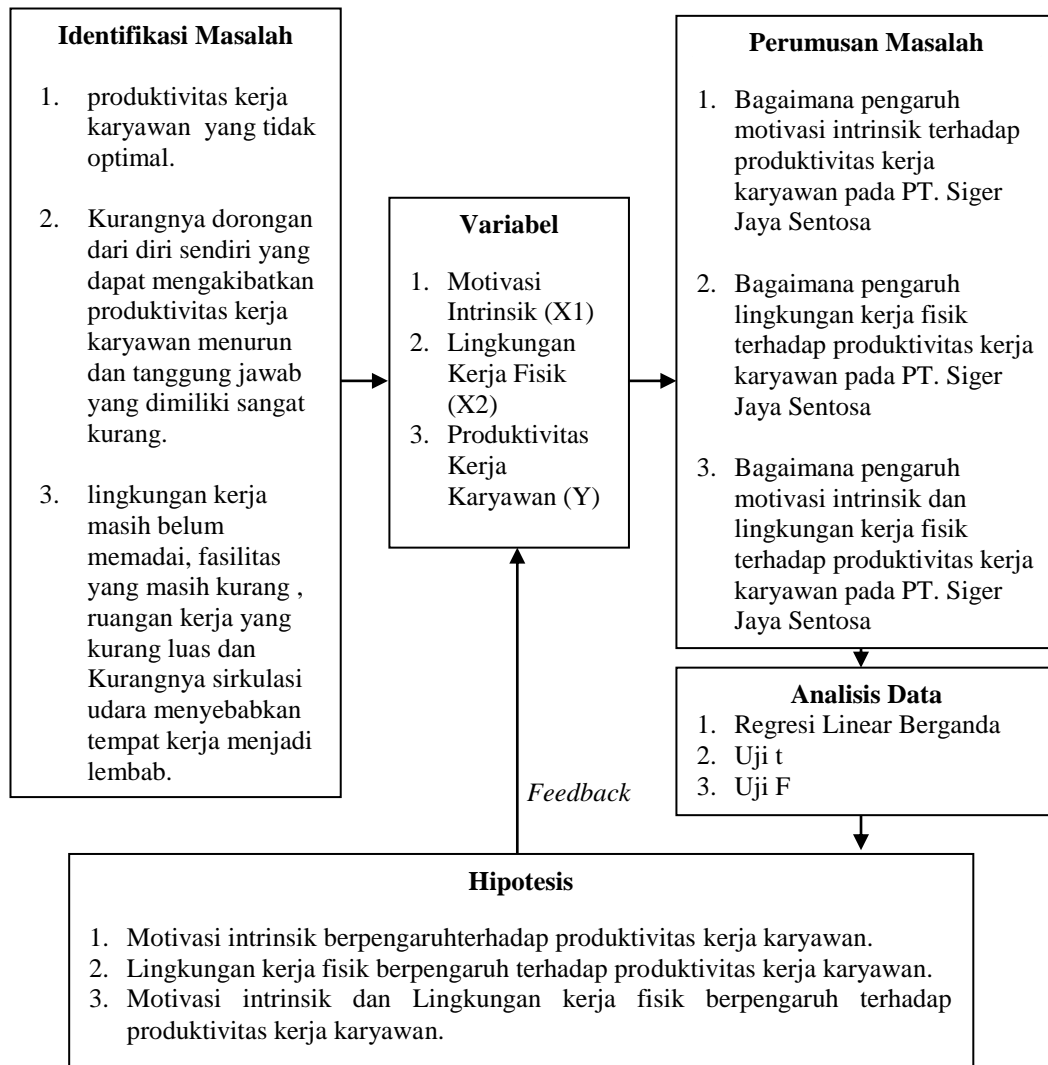 Identifikasi Masalah
1. produktivitas kerja
karyawan yang tidak
optimal.
2. Kurangnya dorongan
dari diri sendiri yang
dapat mengakibatkan
produktivitas kerja
karyawan menurun
dan tanggung jawab
yang dimiliki sangat
kurang.
3. lingkungan kerja
masih belum
memadai, fasilitas
yang masih kurang ,
ruangan kerja yang
kurang luas dan
Kurangnya sirkulasi
udara menyebabkan
tempat kerja menjadi
lembab.
Variabel
1. Motivasi
Intrinsik (X1)
2. Lingkungan
Kerja Fisik
(X2)
3. Produktivitas
Kerja
Karyawan (Y)
Perumusan Masalah
1. Bagaimana pengaruh
motivasi intrinsik terhadap
produktivitas kerja
karyawan pada PT. Siger
Jaya Sentosa
2. Bagaimana pengaruh
lingkungan kerja fisik
terhadap produktivitas kerja
karyawan pada PT. Siger
Jaya Sentosa
3. Bagaimana pengaruh
motivasi intrinsik dan
lingkungan kerja fisik
terhadap produktivitas kerja
karyawan pada PT. Siger
Jaya Sentosa
Analisis Data
1. Regresi Linear Berganda
2. Uji t
3. Uji F
Feedback
Hipotesis
1. Motivasi intrinsik berpengaruhterhadap produktivitas kerja karyawan.
2. Lingkungan kerja fisik berpengaruh terhadap produktivitas kerja karyawan.
3. Motivasi intrinsik dan Lingkungan kerja fisik berpengaruh terhadap
produktivitas kerja karyawan.